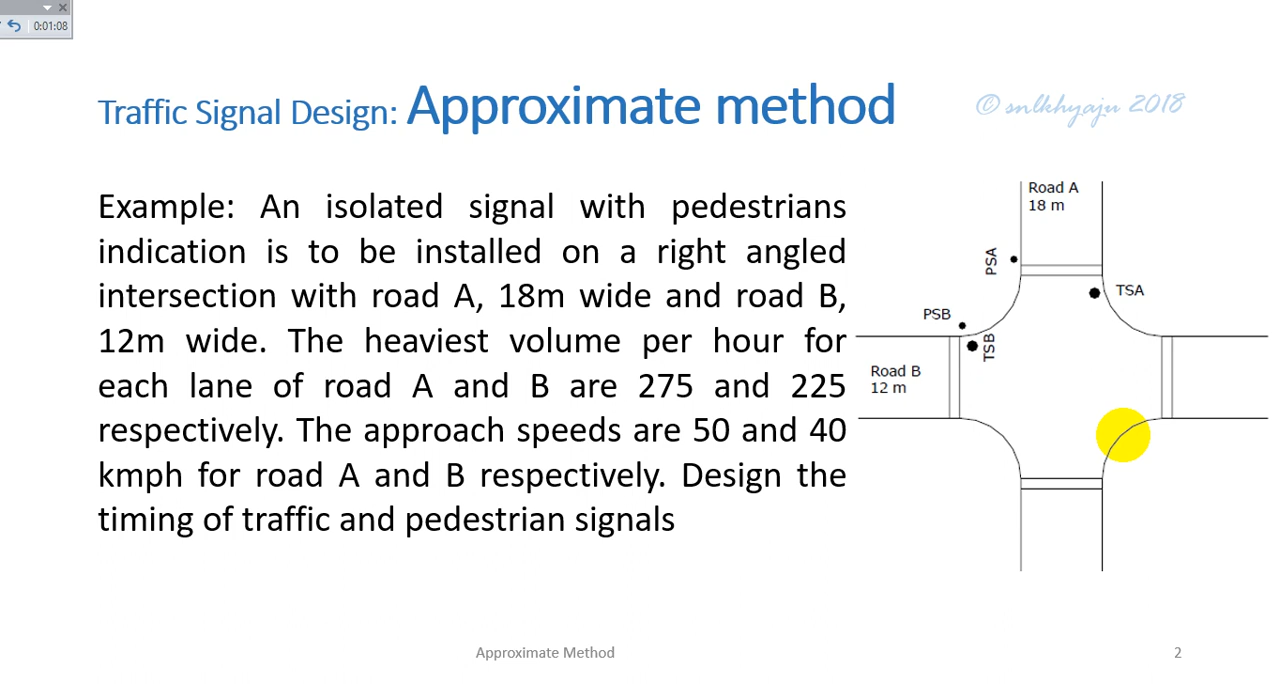 0:01:08
Traffic Signal Design: Approximate method
© snlkhyaju 2018
Example: An isolated signal with pedestrians
indication is to be installed on a right angled
intersection with road A, 18m wide and road B,
12m wide. The heaviest volume per hour for
each lane of road A and B are 275 and 225
respectively. The approach speeds are 50 and 40
kmph for road A and B respectively. Design the
timing of traffic and pedestrian signals
Road A
18 m
PSA
TSA
PSB
TSB
Road B
12 m
Approximate Method
2